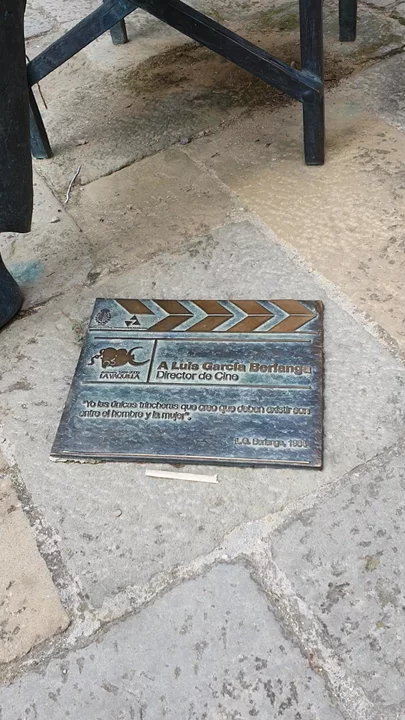 LA VAQUILLA
A Luis García Berlanga
Director de Cine
"Yo las únicas trincheras que creo que deben existir son
entre el hombre y la mujer".
L.G. Berlanga,